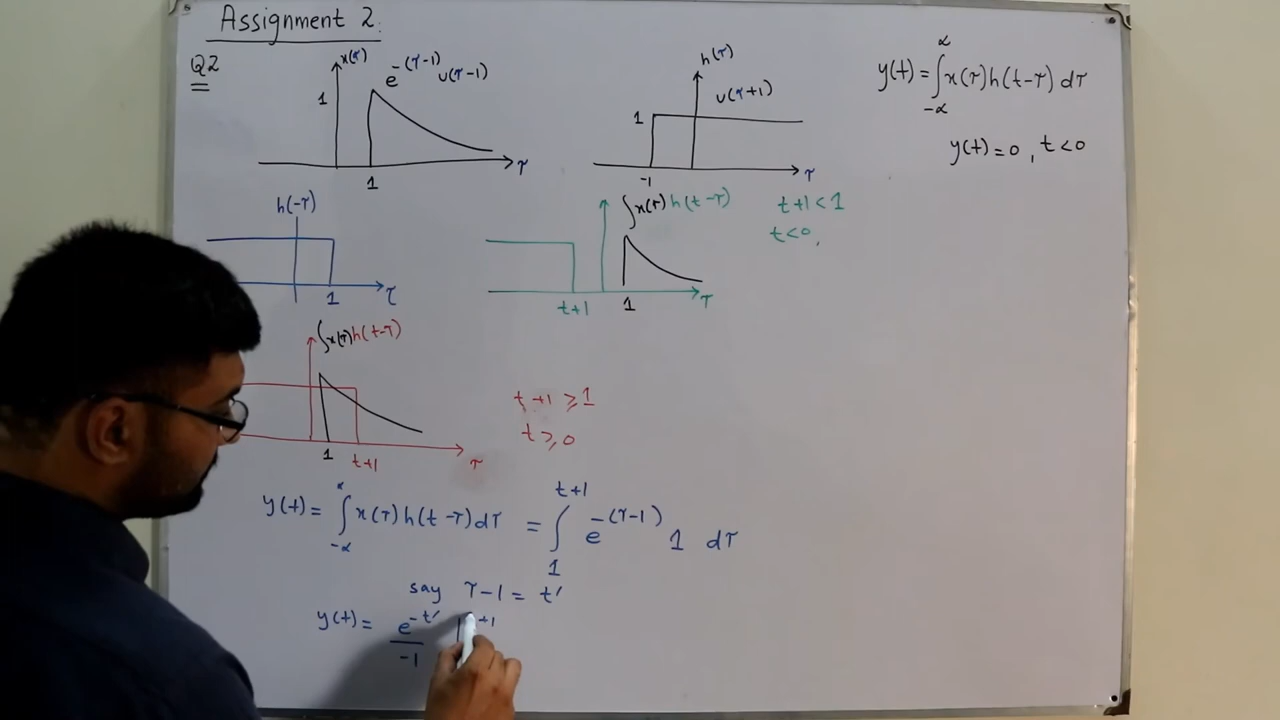 Assignment 2.
Q2
x(τ)
e^-(τ-1) u(τ-1)
1
τ
1
h(τ)
u(τ+1)
1
τ
-1
y(t) = ∫_{-α}^{α} x(τ) h(t-τ) dτ
y(t) = 0 , t < 0
h(-τ)
1
τ
∫x(τ) h(t-τ)
t+1
1
τ
t+1 < 1
t < 0,
∫x(τ) h(t-τ)
1
t+1
τ
t+1 ⩾ 1
t ⩾ 0
y(t) = ∫_{-α}^{α} x(τ) h(t-τ) dτ = ∫_{1}^{t+1} e^-(τ-1) 1 dτ
say τ-1 = t'
y(t) = e^-t' / -1 | +1